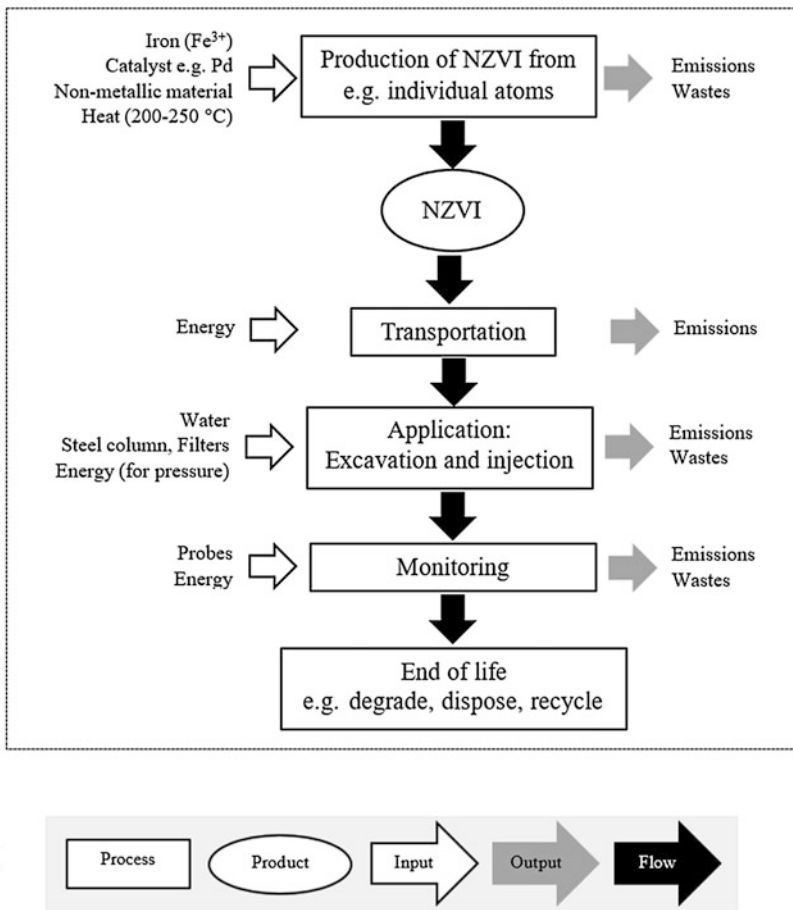 Iron (Fe³⁺)
Catalyst e.g. Pd
Non-metallic material
Heat (200-250 °C)
Production of NZVI from
e.g. individual atoms
Emissions
Wastes
NZVI
Energy
Transportation
Emissions
Water
Steel column, Filters
Energy (for pressure)
Application:
Excavation and injection
Emissions
Wastes
Probes
Energy
Monitoring
Emissions
Wastes
End of life
e.g. degrade, dispose, recycle
Process
Product
Input
Output
Flow